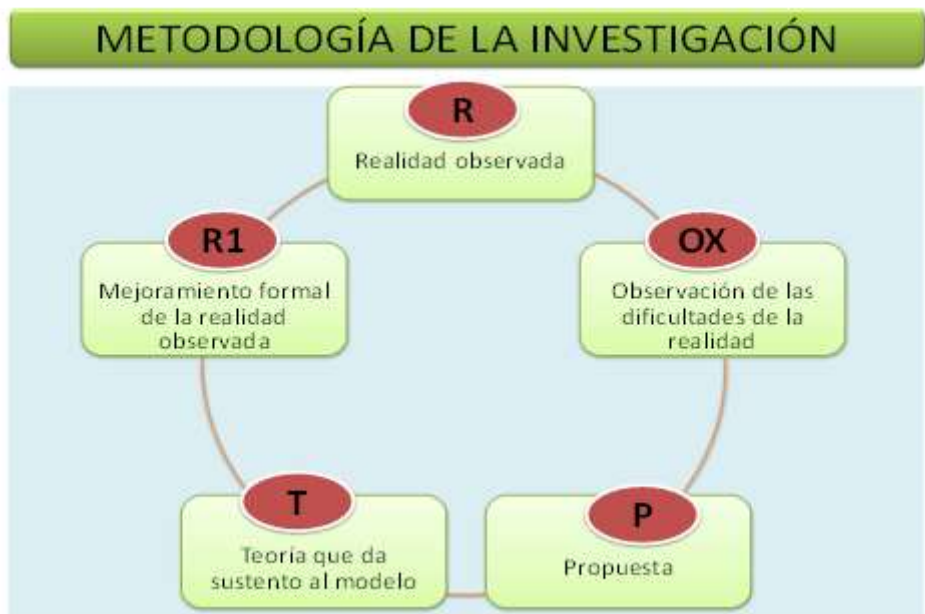 METODOLOGÍA DE LA INVESTIGACIÓN
R
Realidad observada
OX
Observación de las
dificultades de la
realidad
P
Propuesta
T
Teoría que da
sustento al modelo
R1
Mejoramiento formal
de la realidad
observada